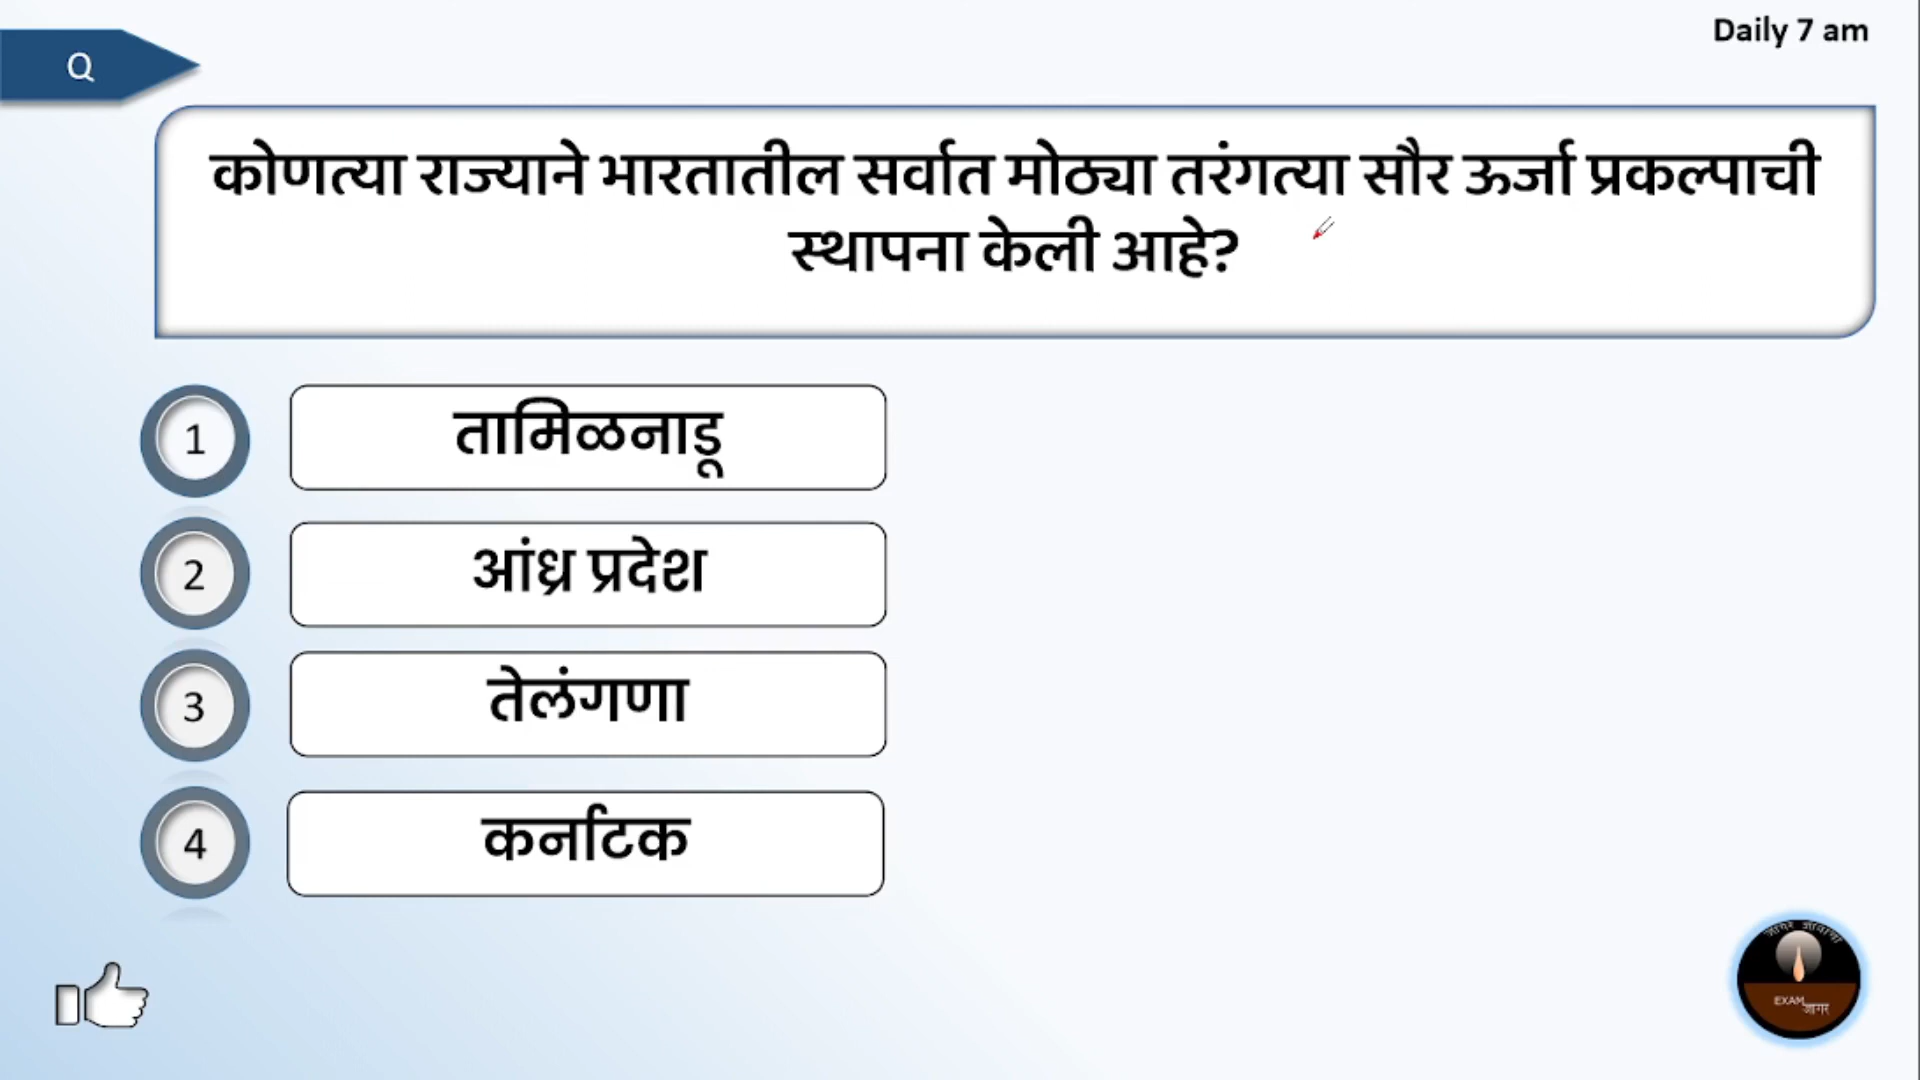 Daily 7 am
Q
कोणत्या राज्याने भारतातील सर्वात मोठ्या तरंगत्या सौर ऊर्जा प्रकल्पाची
स्थापना केली आहे?
1
तामिळनाडू
2
आंध्र प्रदेश
3
तेलंगणा
4
कर्नाटक
EXAM
जागर